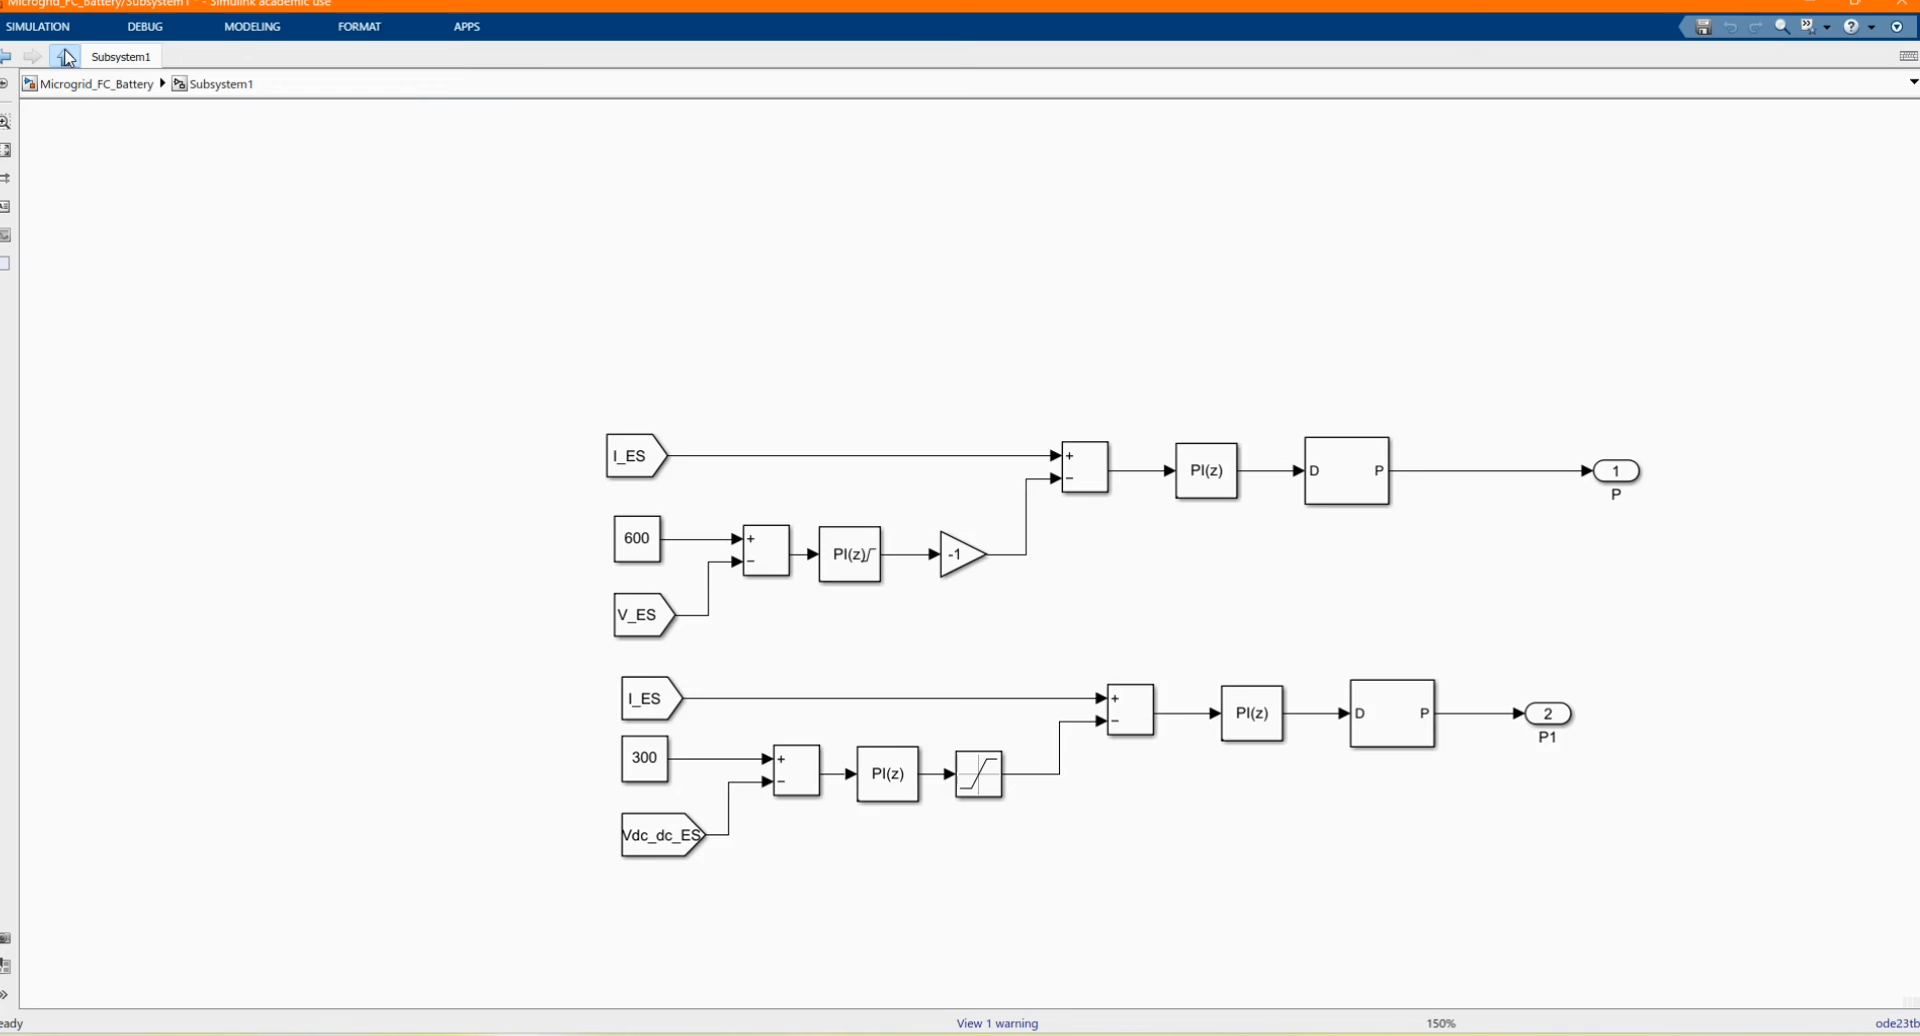 Microgrid_FC_Battery/Subsystem1 * - Simulink academic use
SIMULATION DEBUG MODELING FORMAT APPS
Subsystem1
Microgrid_FC_Battery Subsystem1
I_ES + - PI(z) D P 1
P
600 + - PI(z) -1
V_ES
I_ES + - PI(z) D P 2
P1
300 + - PI(z)
Vdc_dc_ES
eady View 1 warning 150% ode23tb